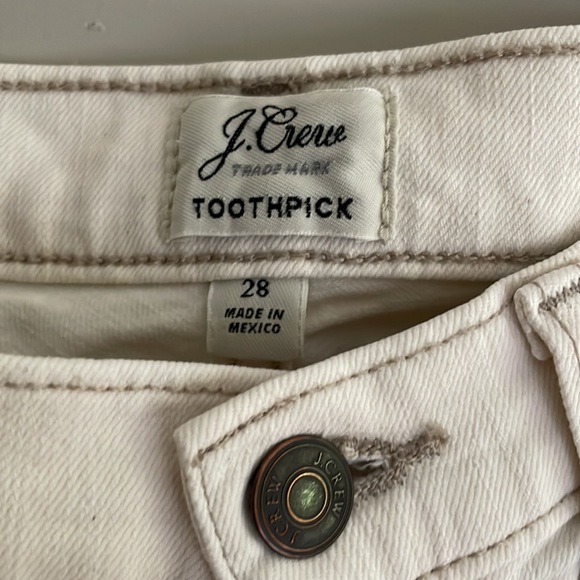 J.Crew
TRADE MARK
TOOTHPICK
28
MADE IN
MEXICO
J.CREW
J.CREW